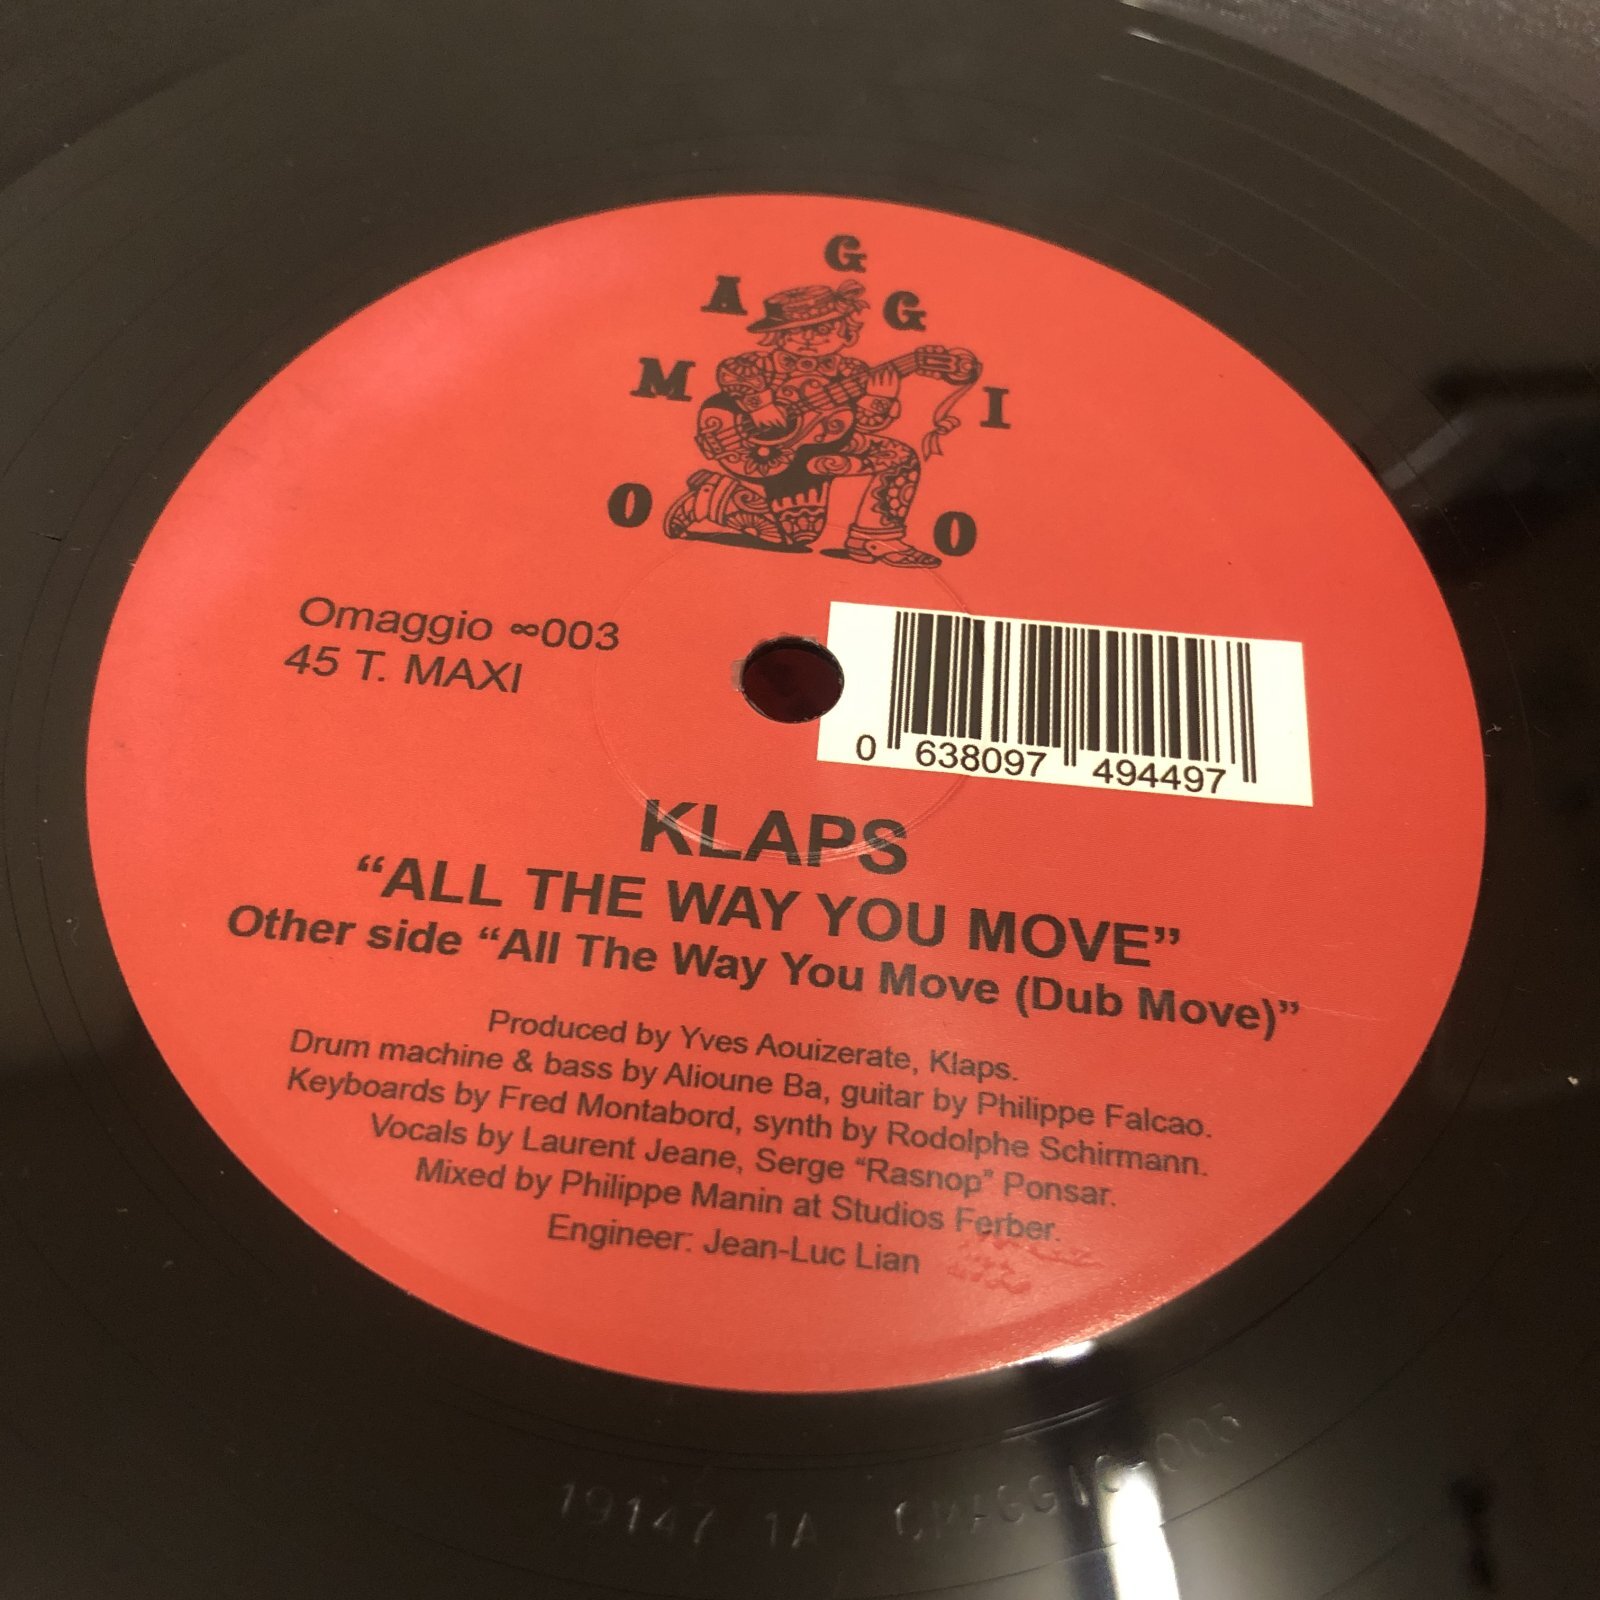 OMAGGIO
Omaggio ∞003
45 T. MAXI
0 638097 494497
KLAPS
“ALL THE WAY YOU MOVE”
Other side “All The Way You Move (Dub Move)”
Produced by Yves Aouizerate, Klaps.
Drum machine & bass by Alioune Ba, guitar by Philippe Falcao.
Keyboards by Fred Montabord, synth by Rodolphe Schirmann.
Vocals by Laurent Jeane, Serge “Rasnop” Ponsar.
Mixed by Philippe Manin at Studios Ferber.
Engineer: Jean-Luc Lian
19147 1A